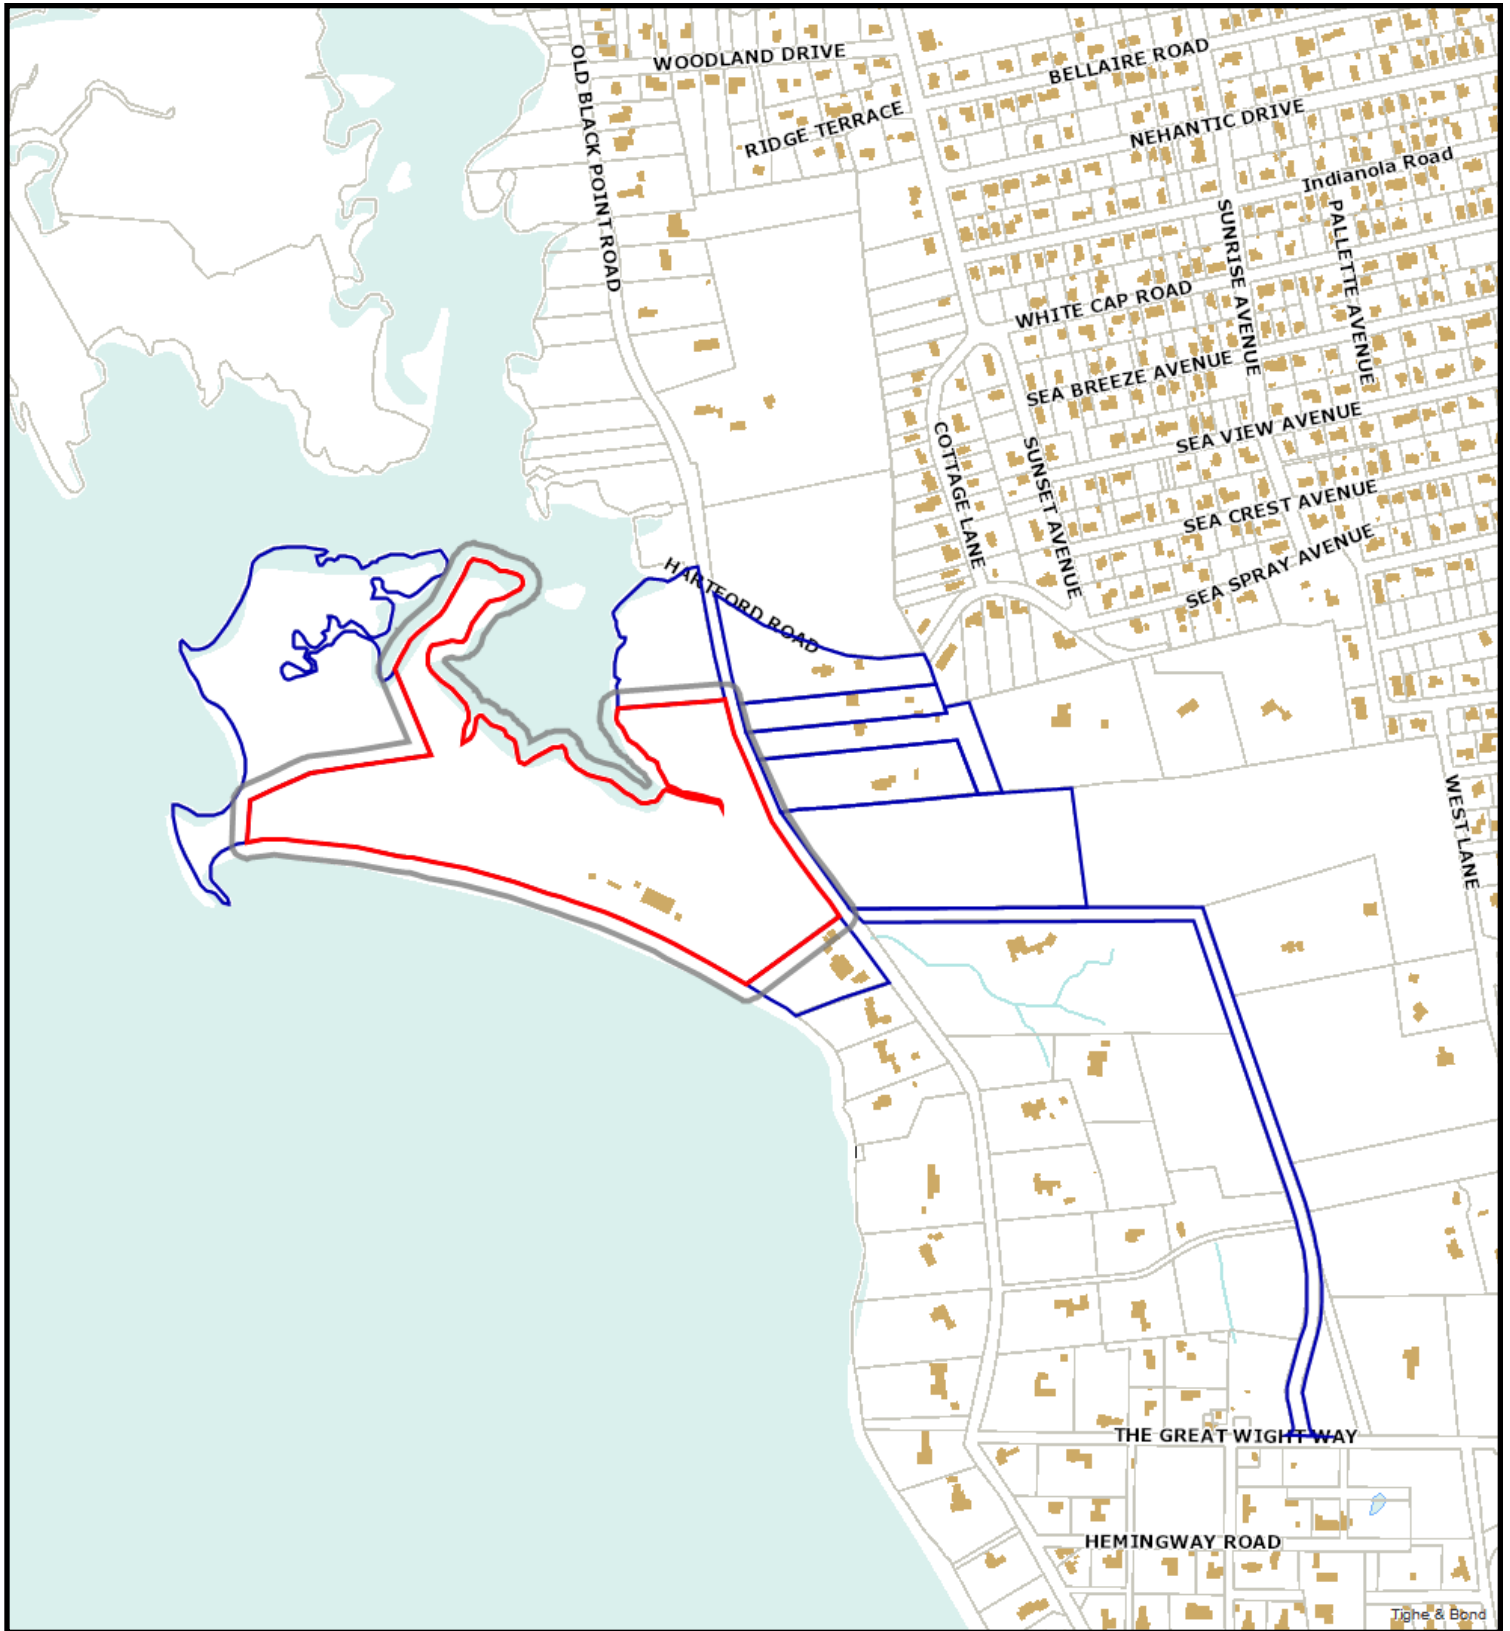 WOODLAND DRIVE
BELLAIRE ROAD
OLD BLACK POINT ROAD
RIDGE TERRACE
NEHANTIC DRIVE
Indianola Road
SUNRISE AVENUE
PALLETTE AVENUE
WHITE CAP ROAD
SEA BREEZE AVENUE
SEA VIEW AVENUE
COTTAGE LANE
SUNSET AVENUE
SEA CREST AVENUE
HARTFORD ROAD
SEA SPRAY AVENUE
WEST LANE
THE GREAT WIGHT WAY
HEMINGWAY ROAD
Tighe & Bond